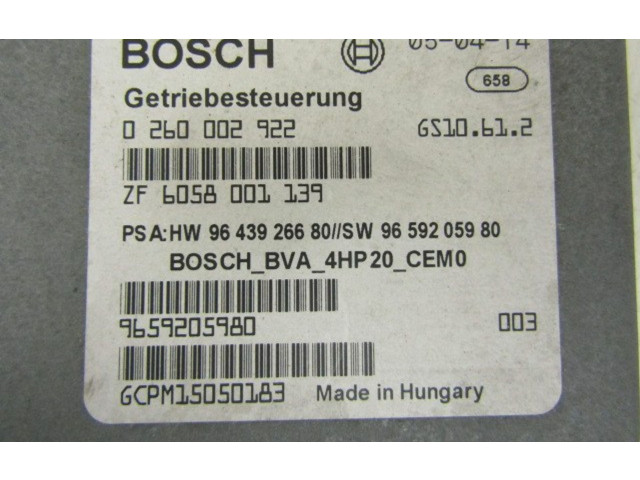 BOSCH 05-04-14
658
Getriebesteuerung
0 260 002 922 GS10.61.2
ZF 6058 001 139
PSA:HW 96 439 266 80//SW 96 592 059 80
BOSCH_BVA_4HP20_CEM0
9659205980 003
GCPM15050183 Made in Hungary